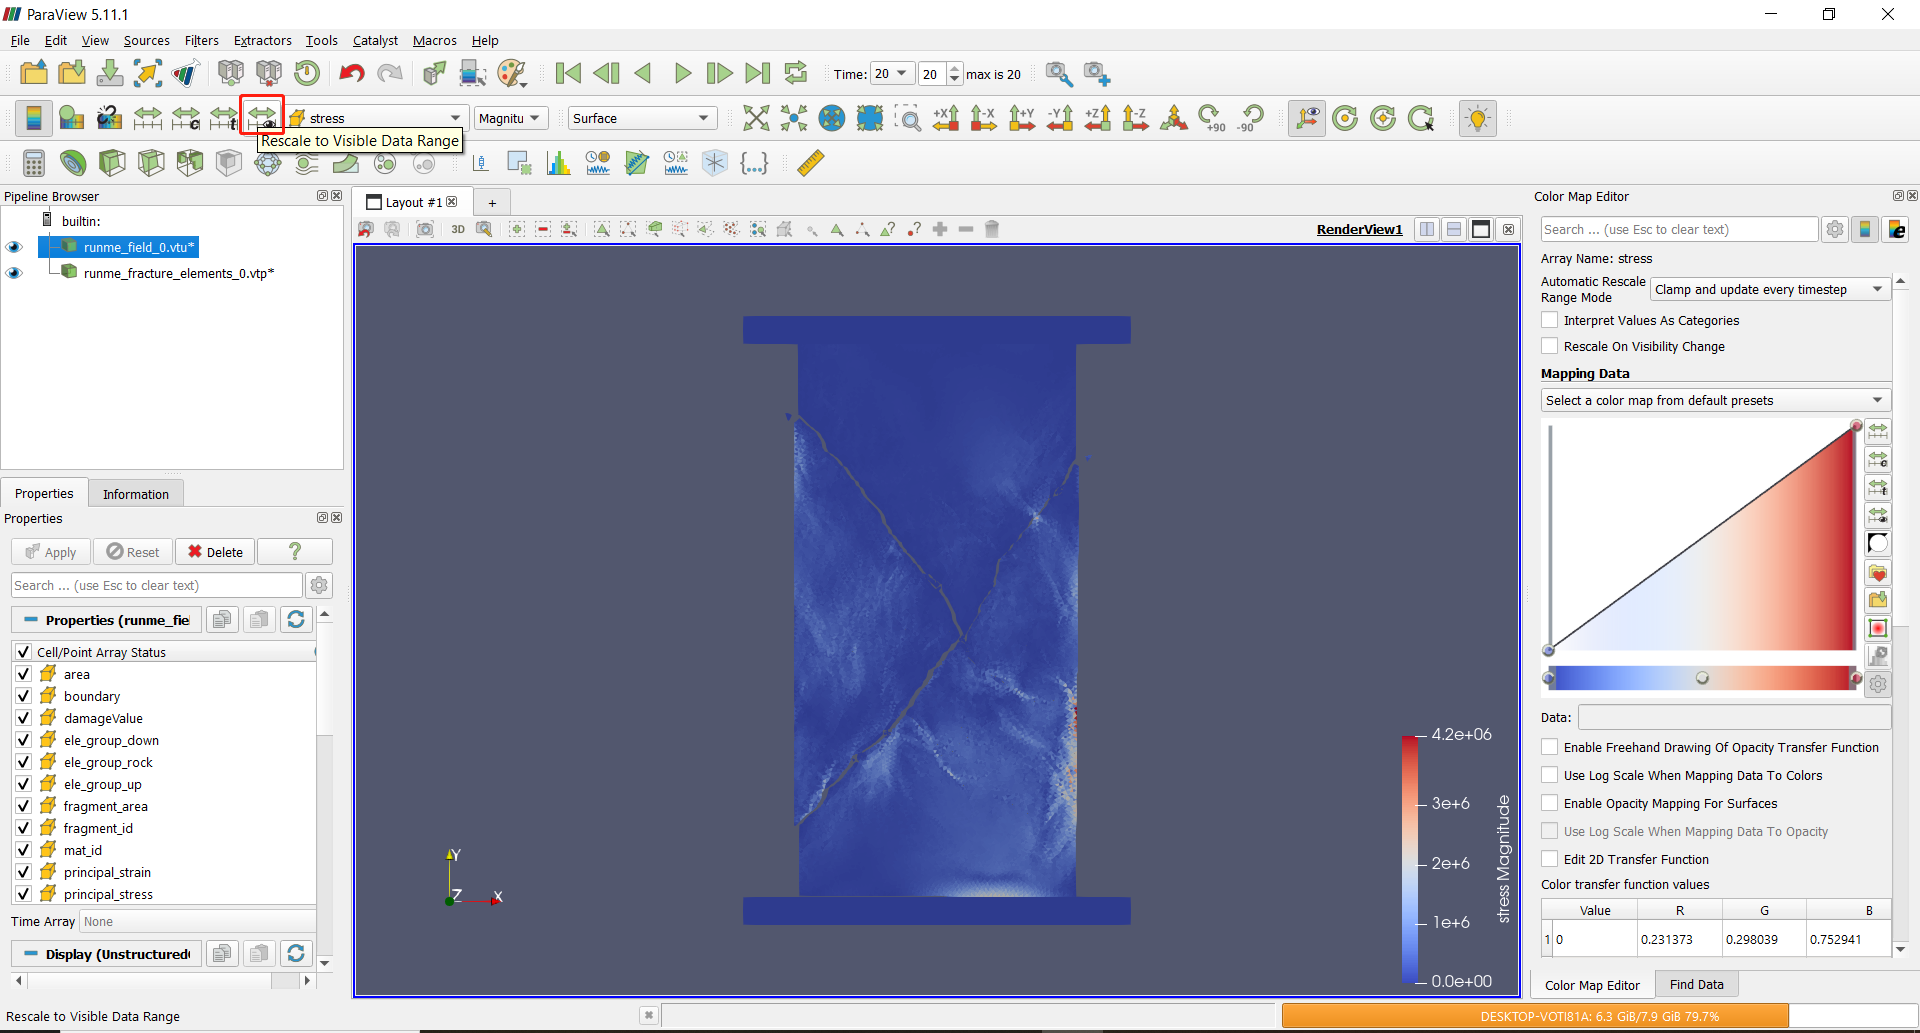 ParaView 5.11.1
File Edit View Sources Filters Extractors Tools Catalyst Macros Help
Time: 20 20 max is 20
stress Magnitu Surface
+X -X +Y -Y +Z -Z +90 -90
Rescale to Visible Data Range
Pipeline Browser
builtin:
runme_field_0.vtu*
runme_fracture_elements_0.vtp*
Properties Information
Properties
Apply Reset Delete ?
Search ... (use Esc to clear text)
Properties (runme_fie
Cell/Point Array Status
area
boundary
damageValue
ele_group_down
ele_group_rock
ele_group_up
fragment_area
fragment_id
mat_id
principal_strain
principal_stress
Time Array None
Display (Unstructured
Layout #1 +
3D
RenderView1
Y
Z X
4.2e+06
3e+6
2e+6
1e+6
0.0e+00
stress Magnitude
Color Map Editor
Search ... (use Esc to clear text)
Array Name: stress
Automatic Rescale
Range Mode
Clamp and update every timestep
Interpret Values As Categories
Rescale On Visibility Change
Mapping Data
Select a color map from default presets
Data:
Enable Freehand Drawing Of Opacity Transfer Function
Use Log Scale When Mapping Data To Colors
Enable Opacity Mapping For Surfaces
Use Log Scale When Mapping Data To Opacity
Edit 2D Transfer Function
Color transfer function values
Value R G B
1 0 0.231373 0.298039 0.752941
Color Map Editor Find Data
Rescale to Visible Data Range
DESKTOP-VOTI81A: 6.3 GiB/7.9 GiB 79.7%